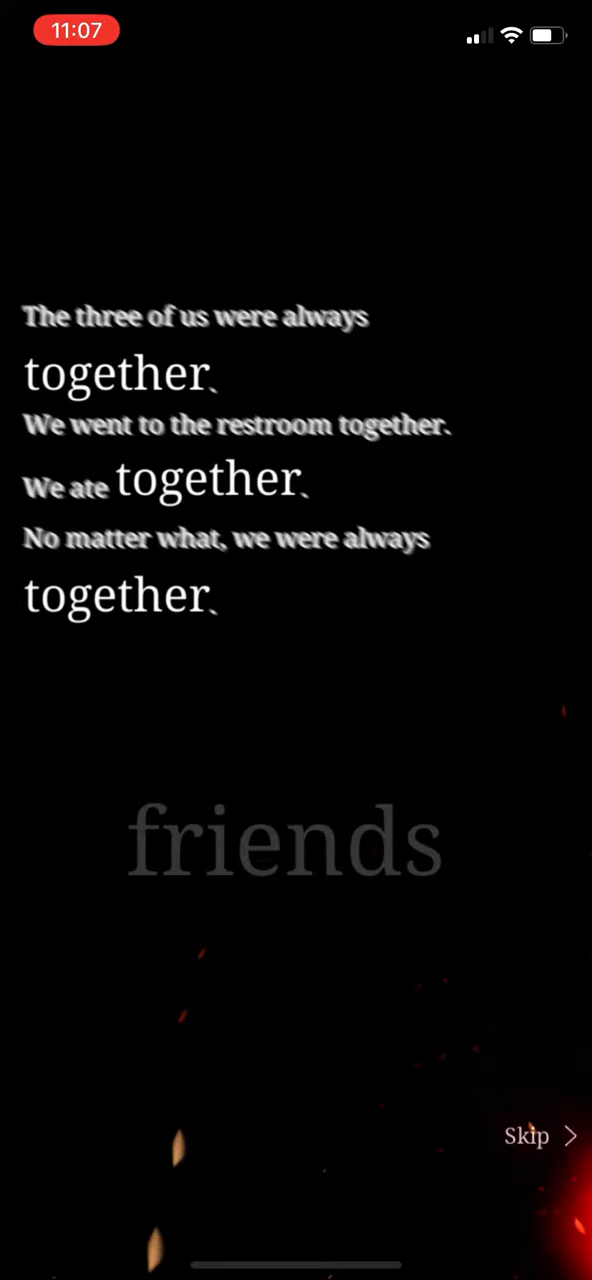 11:07
The three of us were always
together.
We went to the restroom together.
We ate together.
No matter what, we were always
together.
friends
Skip